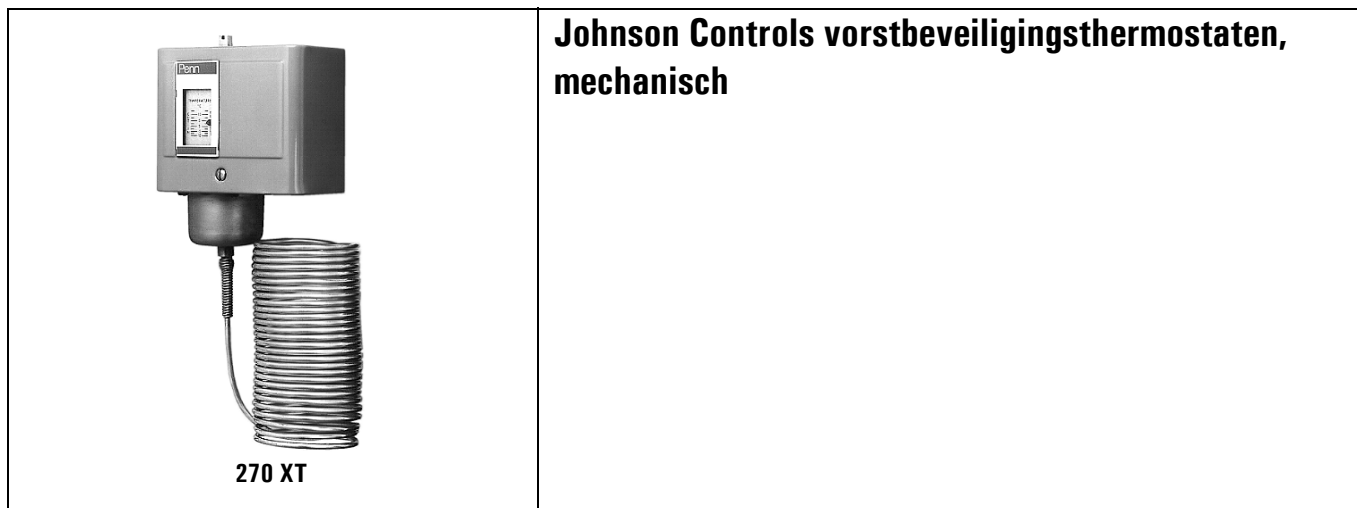 Johnson Controls vorstbeveiligingsthermostaten,
mechanisch
Penn
270 XT